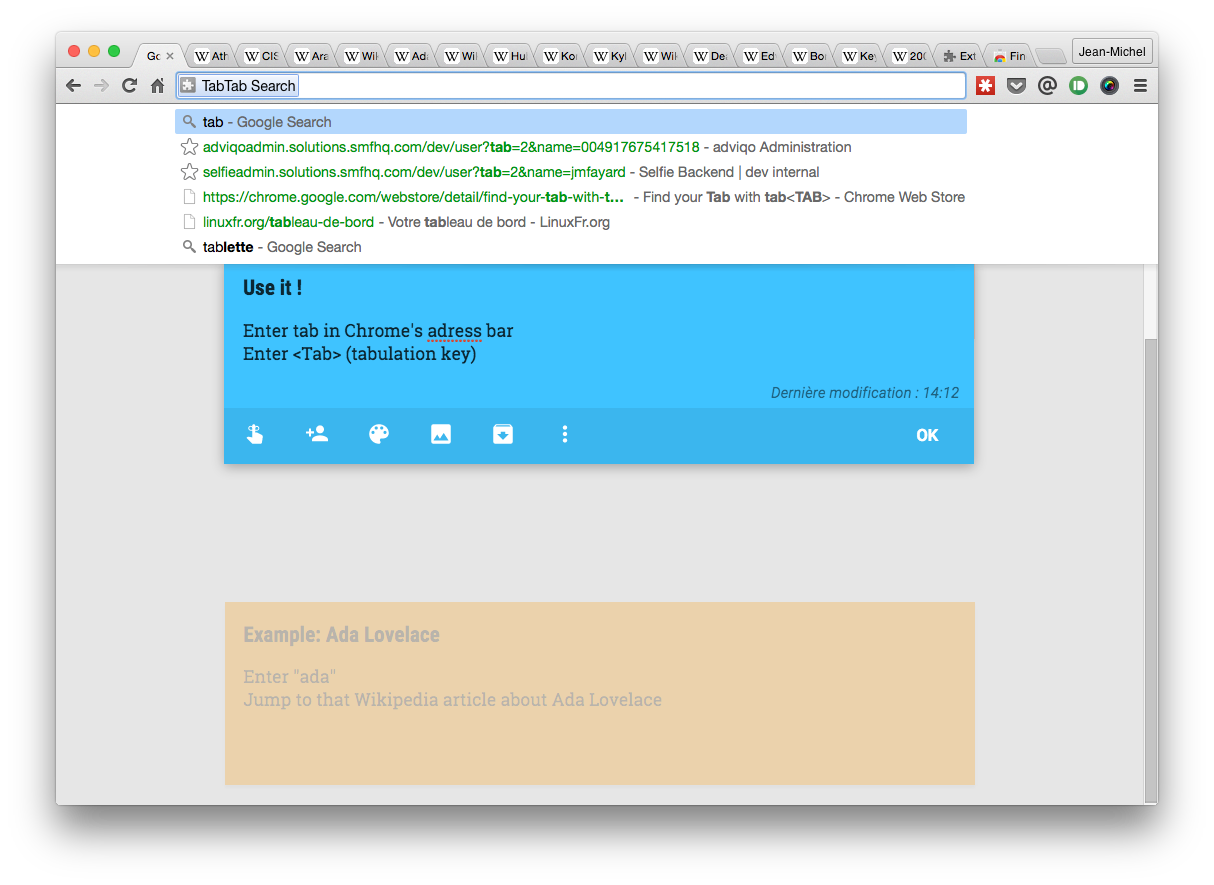 Go Ath CIS Ara Wi Ada Wi Hu Ko Kyl Wi De Ed Bo Key 200 Ext Fin Jean-Michel
TabTab Search
tab - Google Search
adviqoadmin.solutions.smfhq.com/dev/user?tab=2&name=004917675417518 - adviqo Administration
selfieadmin.solutions.smfhq.com/dev/user?tab=2&name=jmfayard - Selfie Backend | dev internal
https://chrome.google.com/webstore/detail/find-your-tab-with-t... - Find your Tab with tab<TAB> - Chrome Web Store
linuxfr.org/tableau-de-bord - Votre tableau de bord - LinuxFr.org
tablette - Google Search
Use it !
Enter tab in Chrome's adress bar
Enter <Tab> (tabulation key)
Dernière modification : 14:12
OK
Example: Ada Lovelace
Enter "ada"
Jump to that Wikipedia article about Ada Lovelace